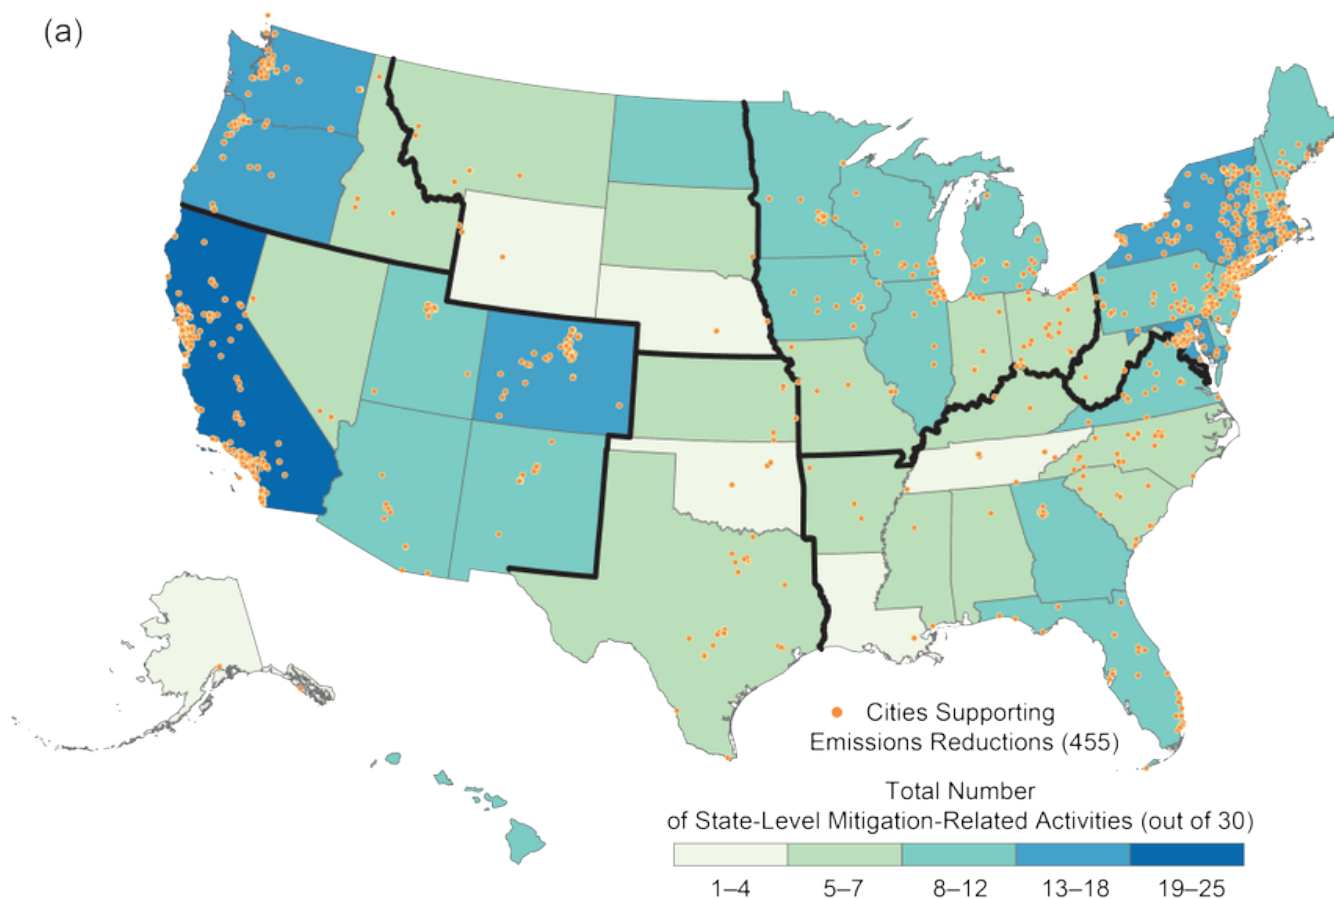 (a)
Cities Supporting
Emissions Reductions (455)
Total Number
of State-Level Mitigation-Related Activities (out of 30)
1–4
5–7
8–12
13–18
19–25